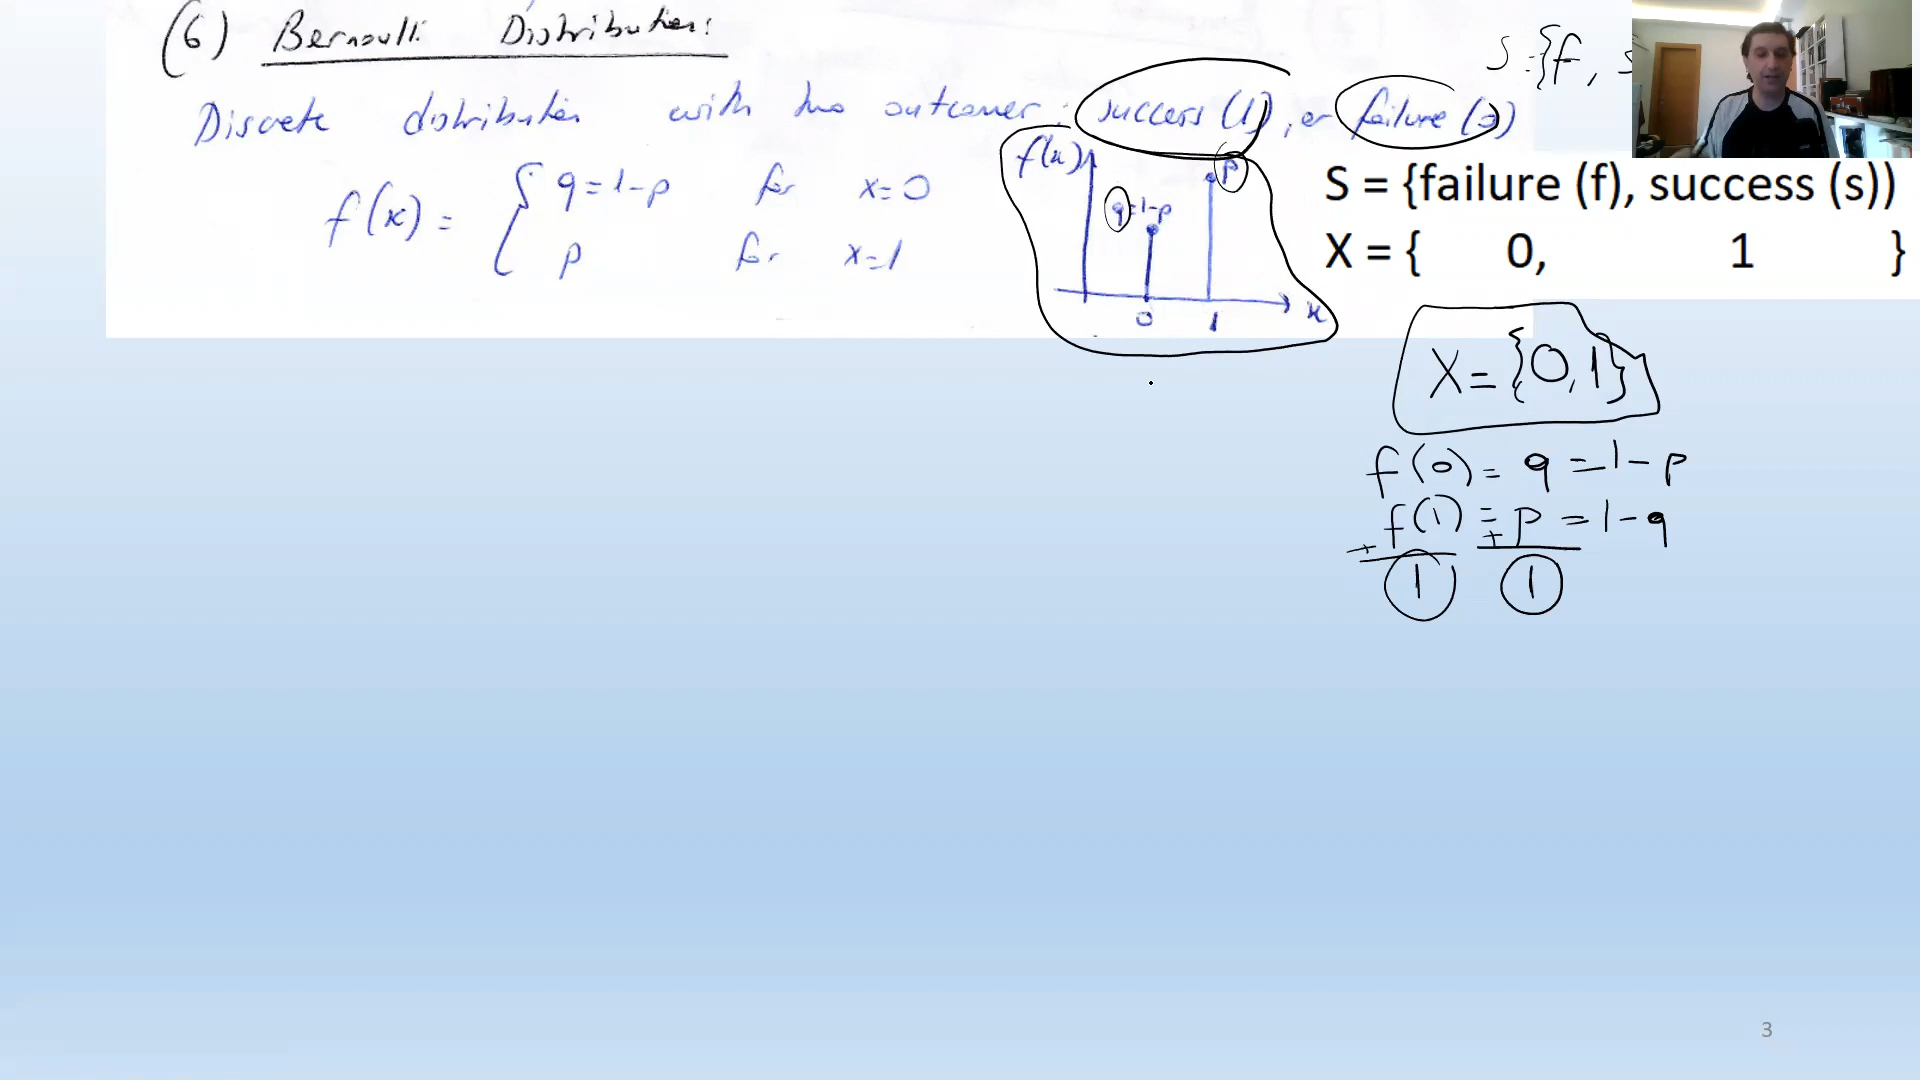 (6) Bernoulli Distribution:
S = {f, s
Discrete distribution with two outcomes: success (1), or failure (0)
f(x) = { q = 1-p for x=0
p for x=1
f(x)
p
q=1-p
0 1 x
S = {failure (f), success (s))
X = { 0, 1 }
X = {0,1}
f(0) = q = 1-p
+ f(1) = + p = 1-q
1 1
3